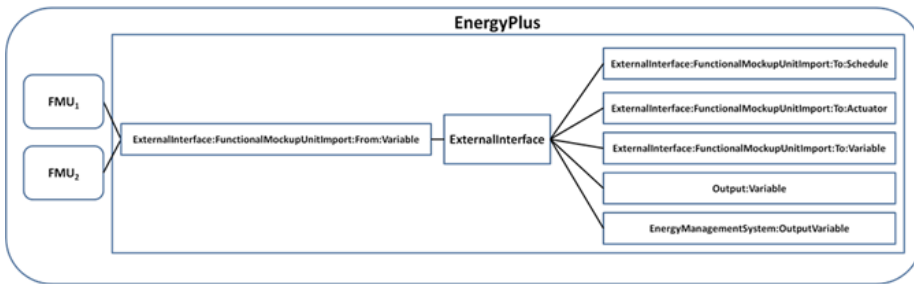 EnergyPlus
FMU₁
FMU₂
ExternalInterface:FunctionalMockupUnitImport:From:Variable
ExternalInterface
ExternalInterface:FunctionalMockupUnitImport:To:Schedule
ExternalInterface:FunctionalMockupUnitImport:To:Actuator
ExternalInterface:FunctionalMockupUnitImport:To:Variable
Output:Variable
EnergyManagementSystem:OutputVariable